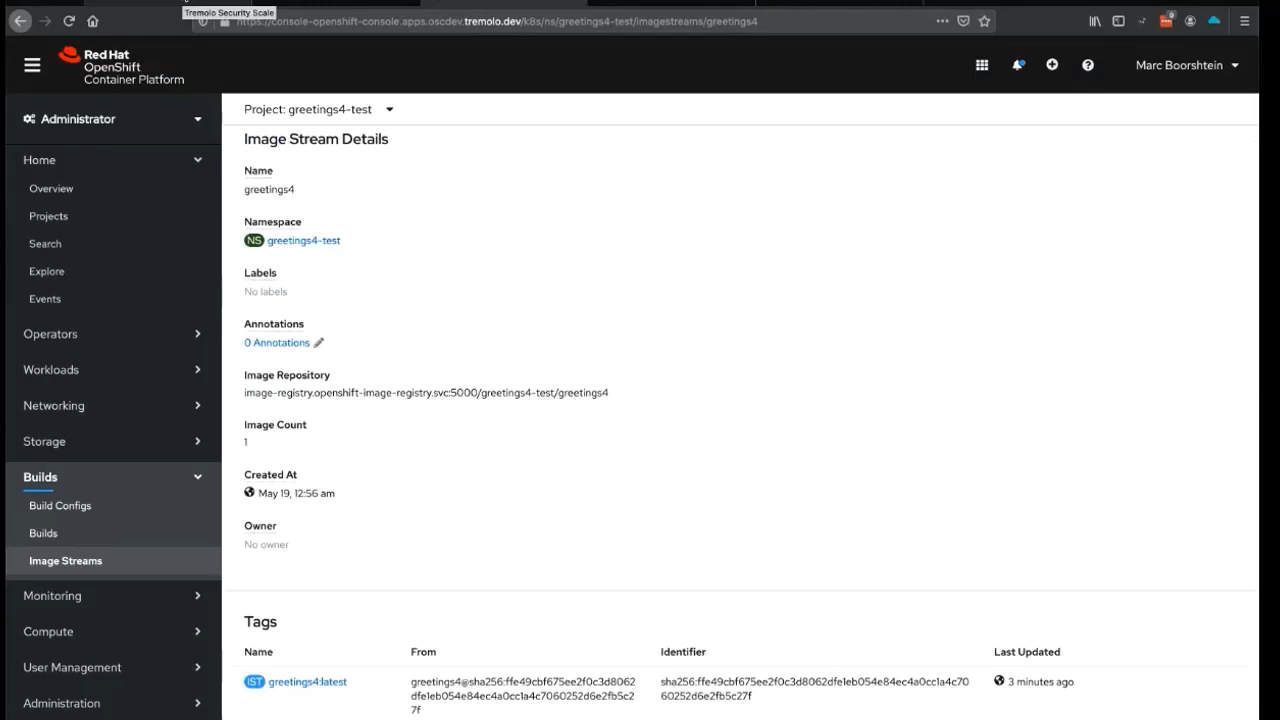 Tremolo Security Scale
https://console-openshift-console.apps.oscdev.tremolo.dev/k8s/ns/greetings4-test/imagestreams/greetings4
Red Hat
OpenShift
Container Platform
Marc Boorshtein
Administrator
Home
Overview
Projects
Search
Explore
Events
Operators
Workloads
Networking
Storage
Builds
Build Configs
Builds
Image Streams
Monitoring
Compute
User Management
Administration
Project: greetings4-test
Image Stream Details
Name
greetings4
Namespace
NS greetings4-test
Labels
No labels
Annotations
0 Annotations
Image Repository
image-registry.openshift-image-registry.svc:5000/greetings4-test/greetings4
Image Count
1
Created At
May 19, 12:56 am
Owner
No owner
Tags
Name From Identifier Last Updated
IST greetings4:latest greetings4@sha256:ffe49cbf675ee2f0c3d8062 sha256:ffe49cbf675ee2f0c3d8062dfe1eb054e84ec4a0cc1a4c70 3 minutes ago
dfe1eb054e84ec4a0cc1a4c7060252d6e2fb5c2 60252d6e2fb5c27f
7f